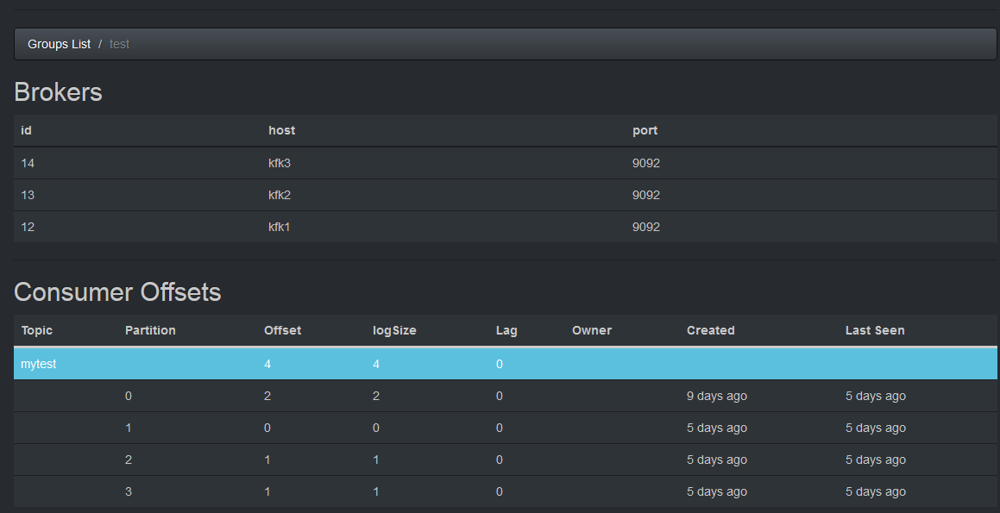 Groups List / test
Brokers
id host port
14 kfk3 9092
13 kfk2 9092
12 kfk1 9092
Consumer Offsets
Topic Partition Offset logSize Lag Owner Created Last Seen
mytest 4 4 0
0 2 2 0 9 days ago 5 days ago
1 0 0 0 5 days ago 5 days ago
2 1 1 0 5 days ago 5 days ago
3 1 1 0 5 days ago 5 days ago